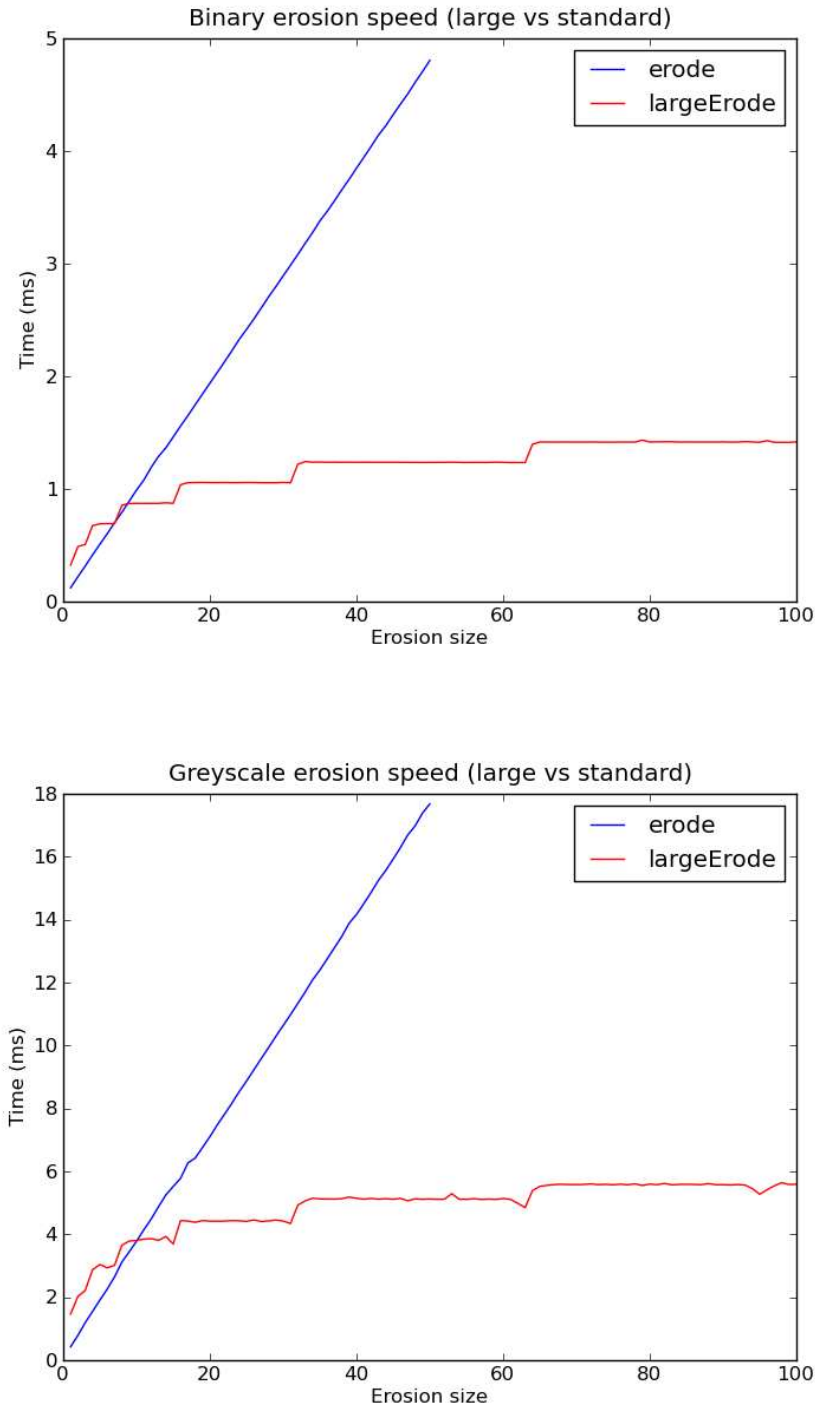 Binary erosion speed (large vs standard)
5
erode
largeErode
4
3
Time (ms)
2
1
0
0 20 40 60 80 100
Erosion size
Greyscale erosion speed (large vs standard)
18
erode
16
largeErode
14
12
10
Time (ms)
8
6
4
2
0
0 20 40 60 80 100
Erosion size